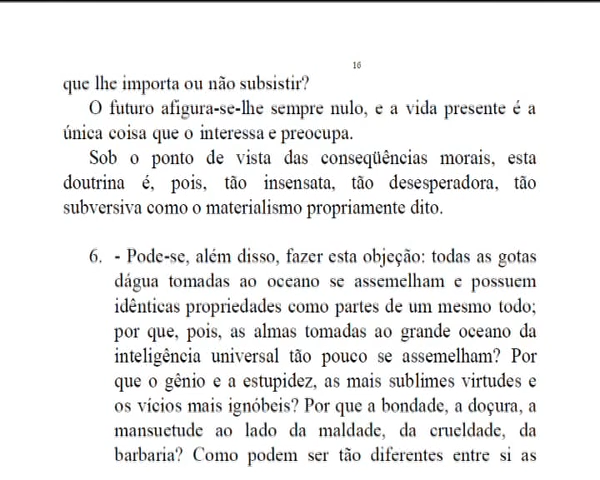 16
que lhe importa ou não subsistir?
O futuro afigura-se-lhe sempre nulo, e a vida presente é a
única coisa que o interessa e preocupa.
Sob o ponto de vista das conseqüências morais, esta
doutrina é, pois, tão insensata, tão desesperadora, tão
subversiva como o materialismo propriamente dito.
6. - Pode-se, além disso, fazer esta objeção: todas as gotas
dágua tomadas ao oceano se assemelham e possuem
idênticas propriedades como partes de um mesmo todo;
por que, pois, as almas tomadas ao grande oceano da
inteligência universal tão pouco se assemelham? Por
que o gênio e a estupidez, as mais sublimes virtudes e
os vícios mais ignóbeis? Por que a bondade, a doçura, a
mansuetude ao lado da maldade, da crueldade, da
barbaria? Como podem ser tão diferentes entre si as